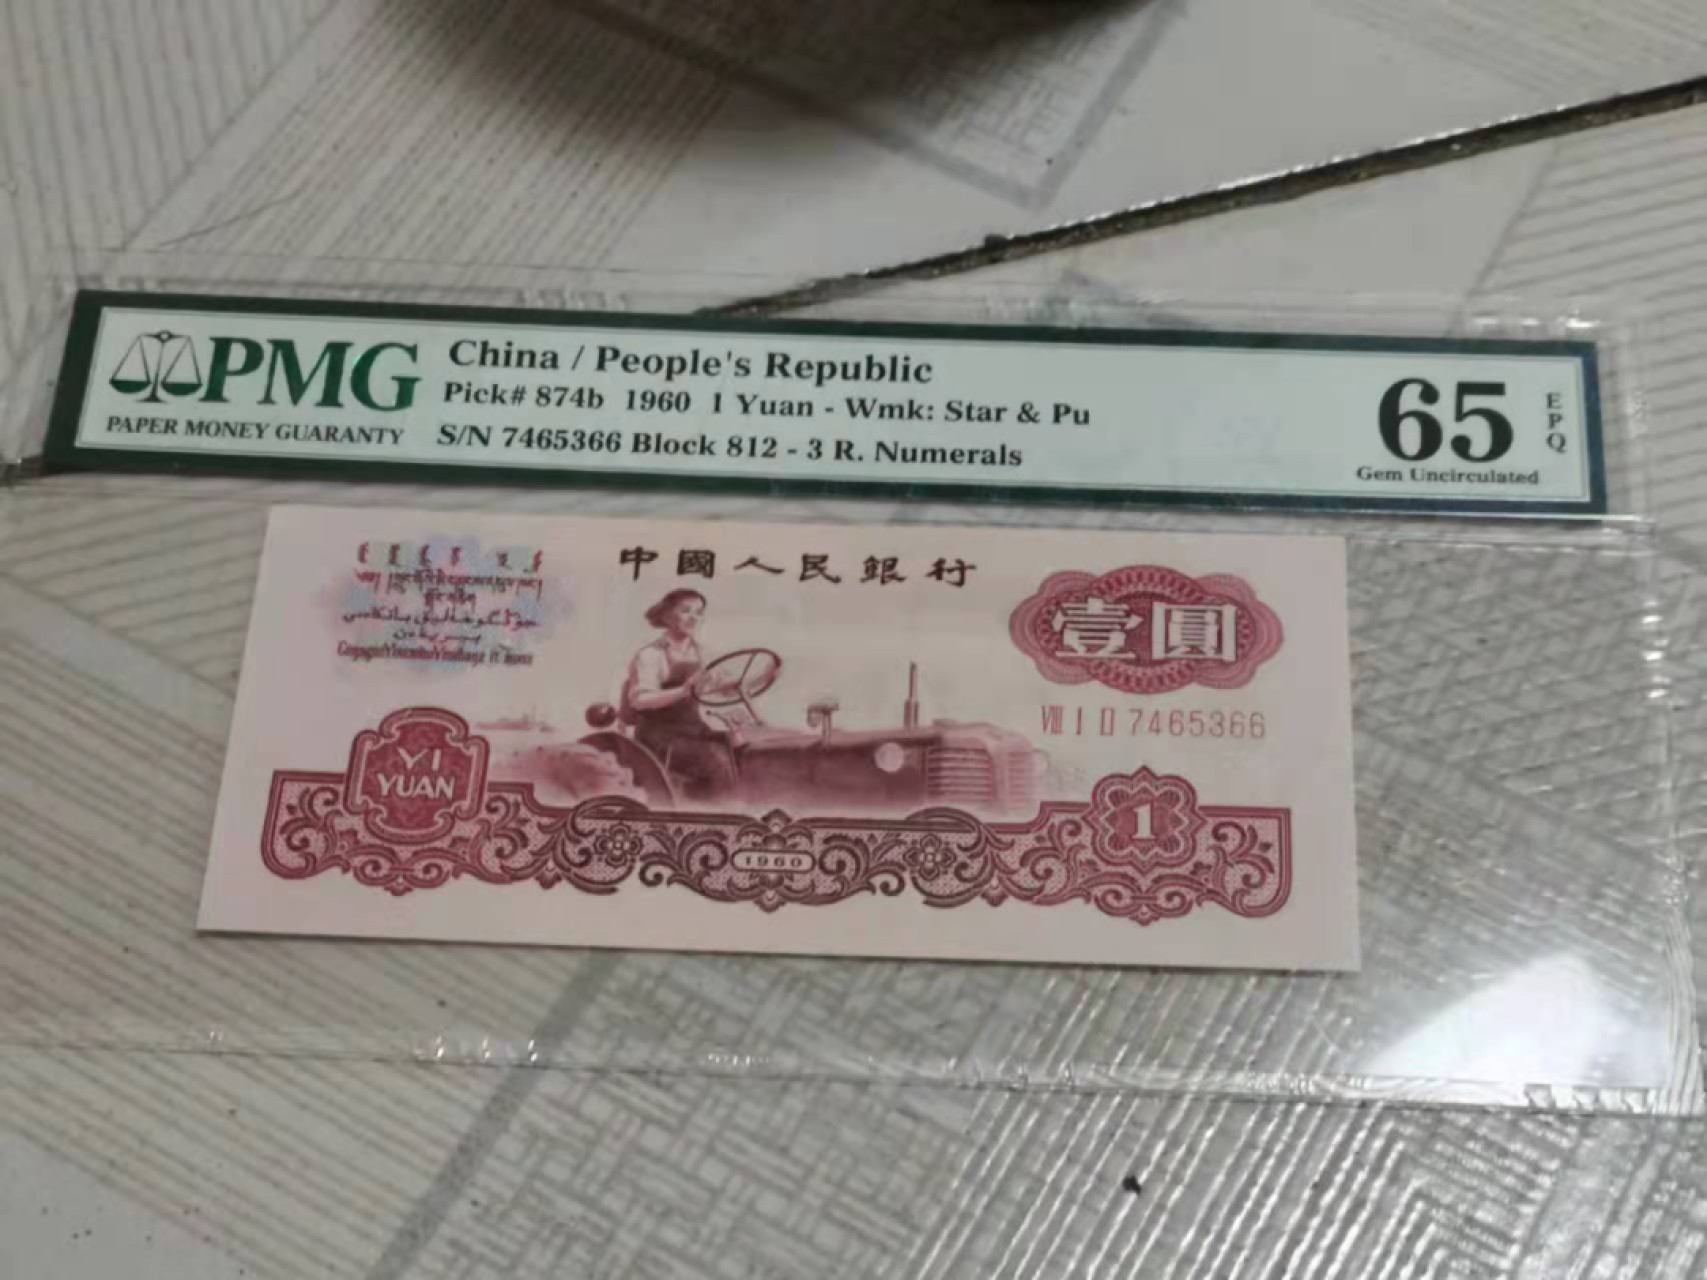 PMG
PAPER MONEY GUARANTY
China / People's Republic
Pick# 874b 1960 1 Yuan - Wmk: Star & Pu
S/N 7465366 Block 812 - 3 R. Numerals
65
EPQ
Gem Uncirculated
中國人民銀行
壹圓
Ⅷ Ⅰ Ⅱ 7465366
YI
YUAN
1960
1